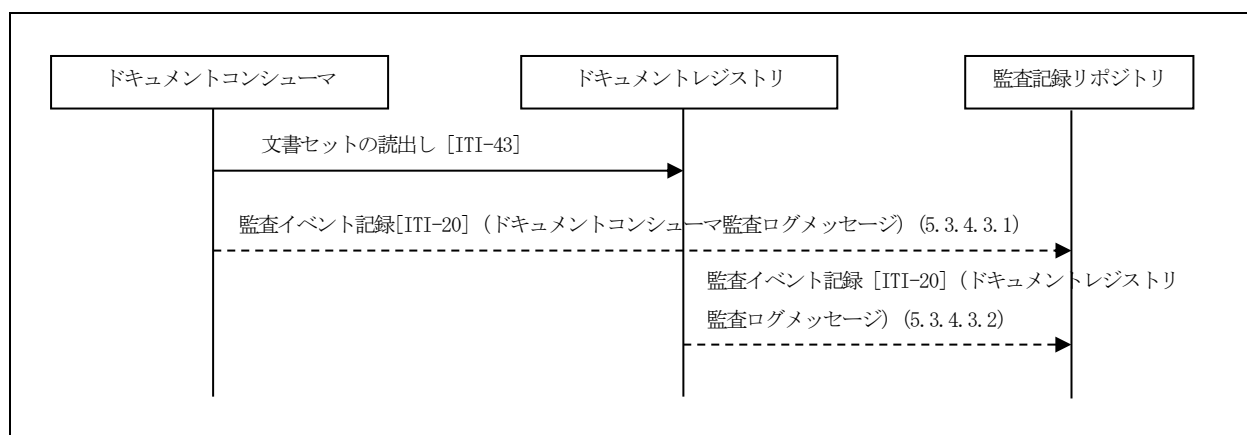 ドキュメントコンシューマ
ドキュメントレジストリ
監査記録リポジトリ
文書セットの読出し [ITI-43]
監査イベント記録[ITI-20] (ドキュメントコンシューマ監査ログメッセージ) (5.3.4.3.1)
監査イベント記録 [ITI-20] (ドキュメントレジストリ
監査ログメッセージ) (5.3.4.3.2)